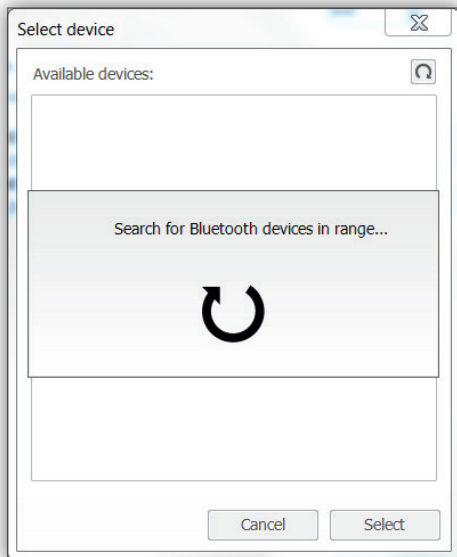 Select device
Available devices:
Search for Bluetooth devices in range...
Cancel Select